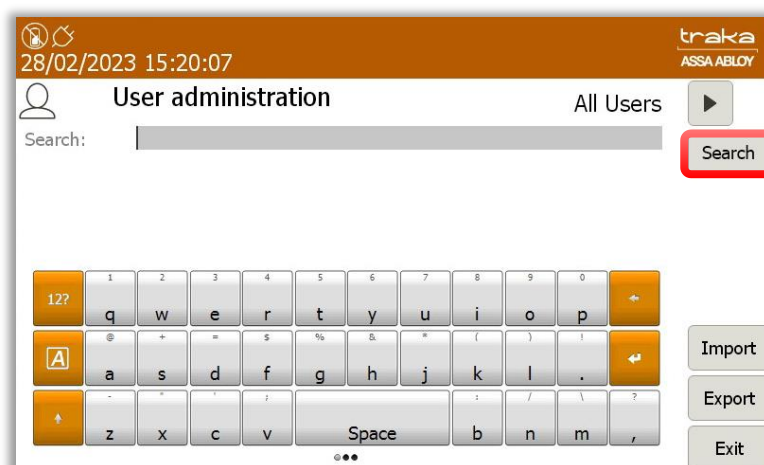 traka
28/02/2023 15:20:07
ASSA ABLOY
User administration
All Users
Search:
Search
1 2 3 4 5 6 7 8 9 0
12? q w e r t y u i o p
@ + = $ % & * ( ) !
A a s d f g h j k l .
- " ' ; : / \ ?
z x c v Space b n m ,
Import
Export
Exit